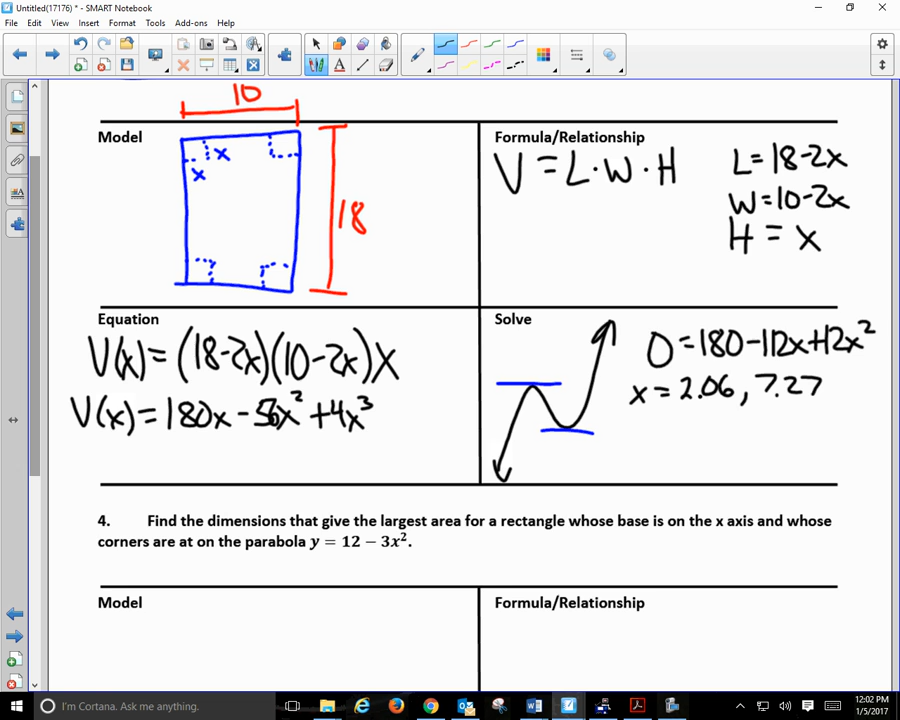 Untitled(17176) * - SMART Notebook
File Edit View Insert Format Tools Add-ons Help
10
Model
x
x
18
Formula/Relationship
V = L · W · H
L = 18-2x
W = 10-2x
H = x
Equation
V(x) = (18-2x)(10-2x)x
V(x) = 180x - 56x² + 4x³
Solve
0 = 180 - 112x + 12x²
x = 2.06, 7.27
4. Find the dimensions that give the largest area for a rectangle whose base is on the x axis and whose
corners are at on the parabola y = 12 − 3x².
Model
Formula/Relationship
I'm Cortana. Ask me anything.
12:02 PM
1/5/2017